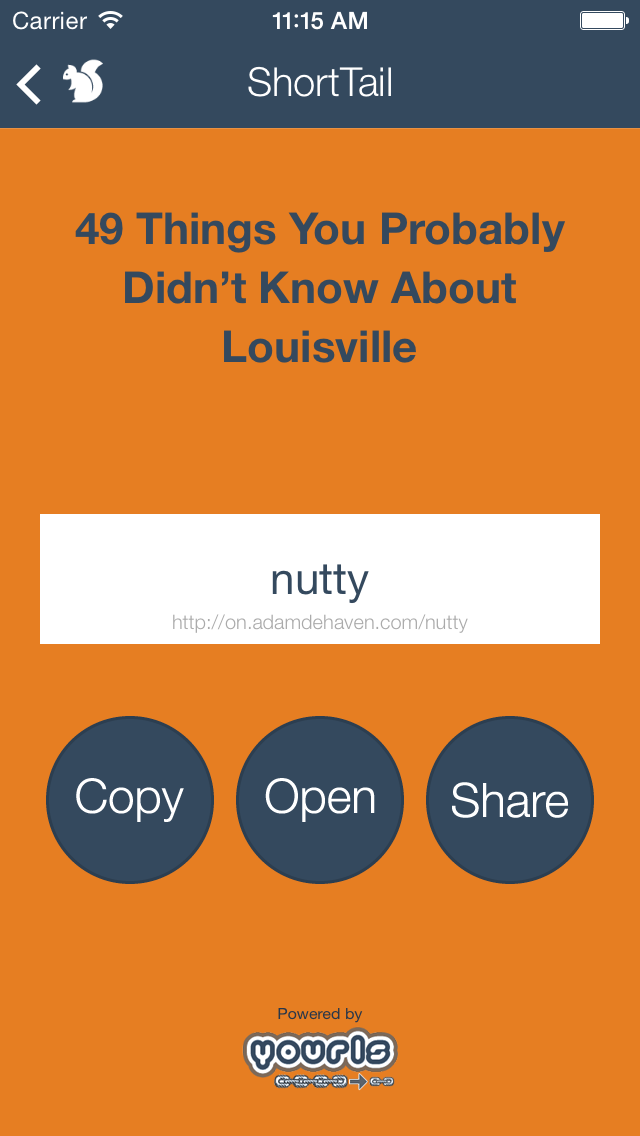 Carrier 11:15 AM
ShortTail
49 Things You Probably
Didn’t Know About
Louisville
nutty
http://on.adamdehaven.com/nutty
Copy Open Share
Powered by
yourls